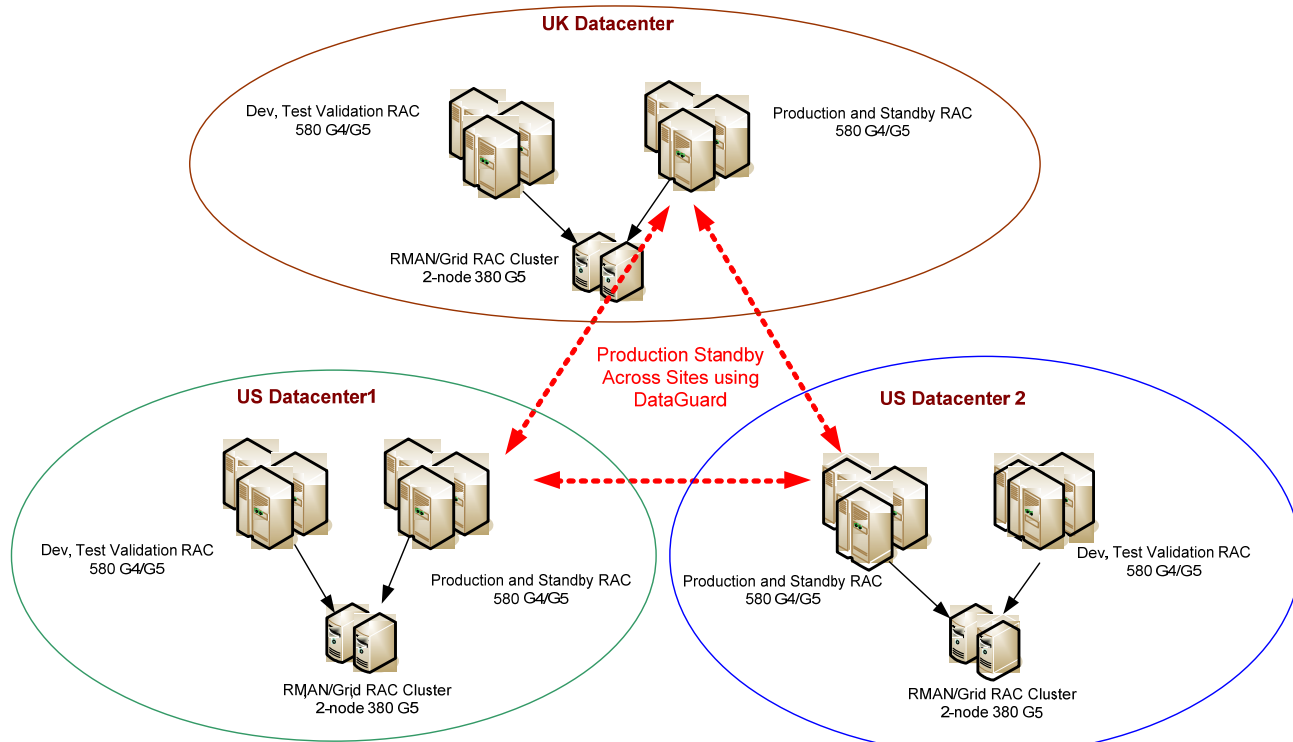 UK Datacenter
Dev, Test Validation RAC
580 G4/G5
Production and Standby RAC
580 G4/G5
RMAN/Grid RAC Cluster
2-node 380 G5
Production Standby
Across Sites using
DataGuard
US Datacenter1
US Datacenter 2
Dev, Test Validation RAC
580 G4/G5
Production and Standby RAC
580 G4/G5
RMAN/Grid RAC Cluster
2-node 380 G5
Production and Standby RAC
580 G4/G5
Dev, Test Validation RAC
580 G4/G5
RMAN/Grid RAC Cluster
2-node 380 G5